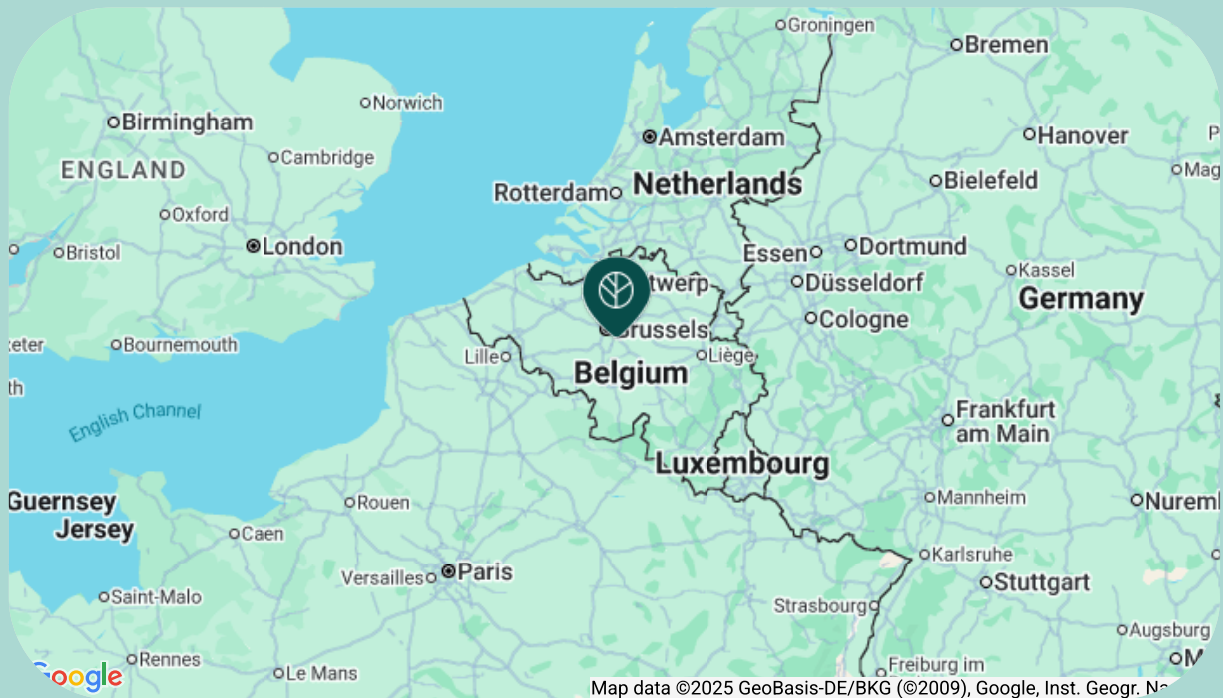 Groningen
Bremen
Norwich
Birmingham
Amsterdam
Hanover
Cambridge
ENGLAND
Netherlands
Bielefeld
Rotterdam
Oxford
London
Bristol
Essen
Dortmund
Kassel
twerp
Düsseldorf
Germany
Cologne
Brussels
Bournemouth
Lille
Liège
Belgium
English Channel
Frankfurt
am Main
Luxembourg
Guernsey
Jersey
Rouen
Mannheim
Caen
Karlsruhe
Versailles
Paris
Stuttgart
Saint-Malo
Strasbourg
Augsburg
Rennes
Le Mans
Freiburg im
Google
Map data ©2025 GeoBasis-DE/BKG (©2009), Google, Inst. Geogr.